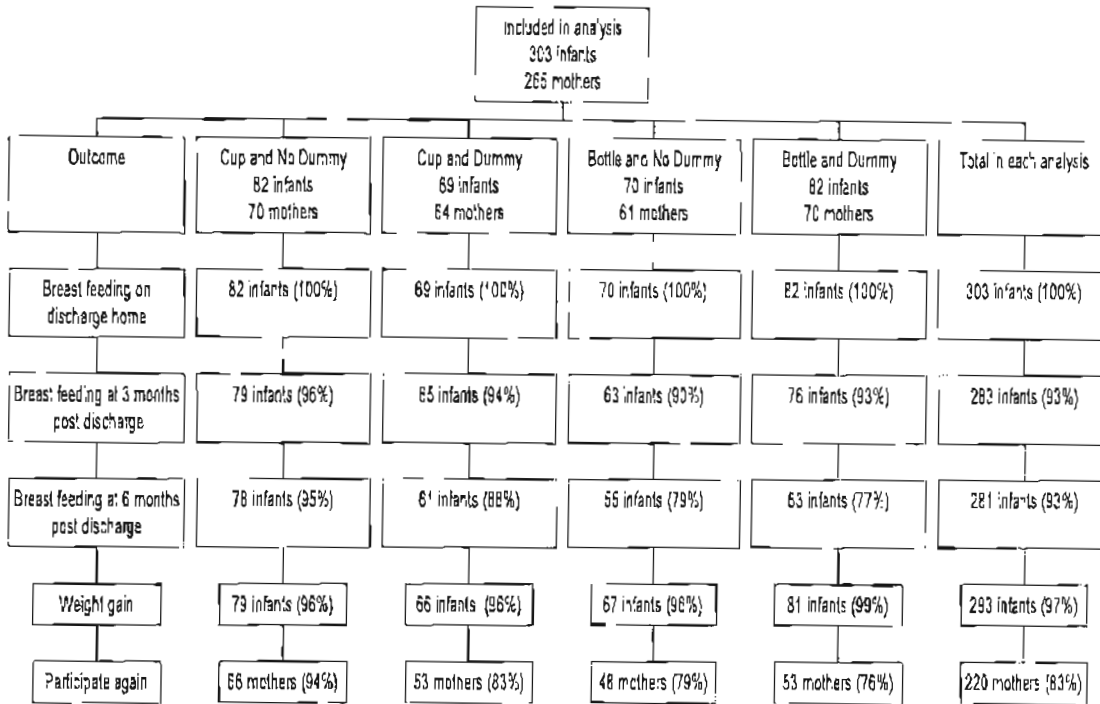 Included in analysis
303 infants
265 mothers
Outcome
Cup and No Dummy
82 infants
70 mothers
Cup and Dummy
69 infants
64 mothers
Bottle and No Dummy
70 infants
61 mothers
Bottle and Dummy
82 infants
70 mothers
Total in each analysis
Breast feeding on
discharge home
82 infants (100%)
69 infants (100%)
70 infants (100%)
82 infants (100%)
303 infants (100%)
Breast feeding at 3 months
post discharge
79 infants (96%)
65 infants (94%)
63 infants (90%)
76 infants (93%)
283 infants (93%)
Breast feeding at 6 months
post discharge
78 infants (95%)
61 infants (88%)
55 infants (79%)
63 infants (77%)
281 infants (93%)
Weight gain
79 infants (96%)
66 infants (96%)
67 infants (96%)
81 infants (99%)
293 infants (97%)
Participate again
66 mothers (94%)
53 mothers (83%)
48 mothers (79%)
53 mothers (76%)
220 mothers (83%)